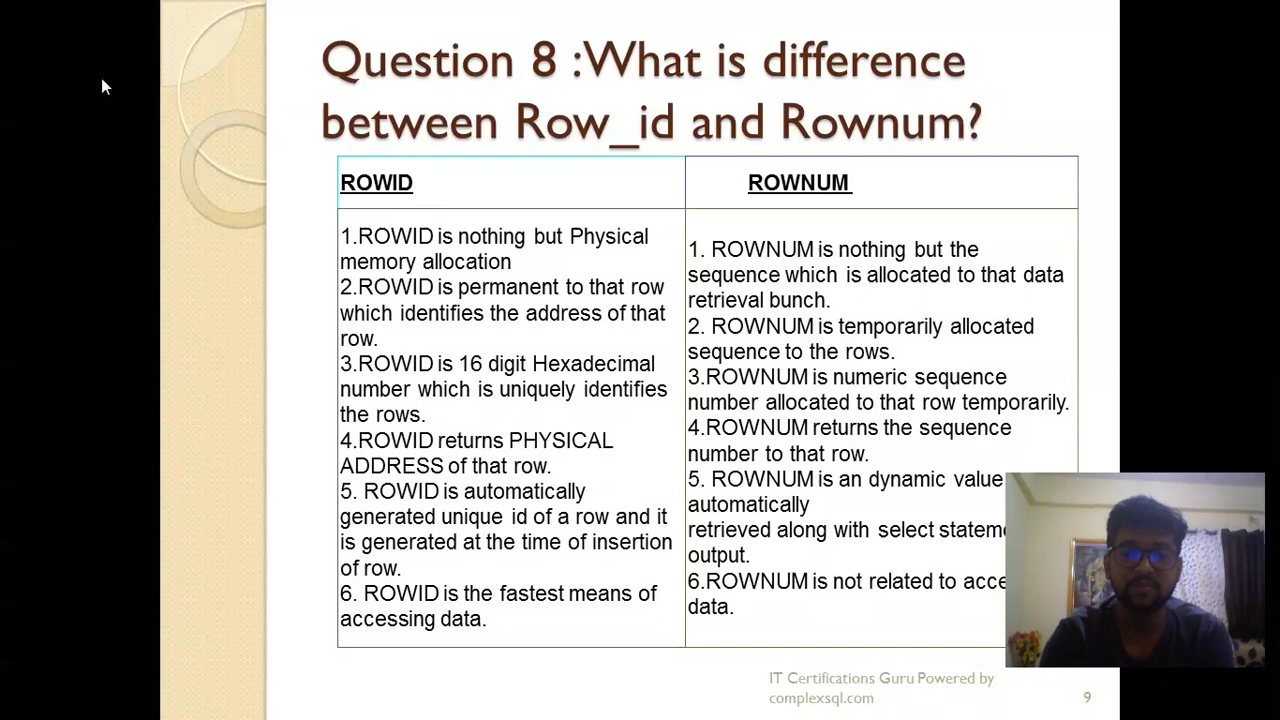 Question 8 :What is difference
between Row_id and Rownum?
ROWID
ROWNUM
1.ROWID is nothing but Physical
memory allocation
2.ROWID is permanent to that row
which identifies the address of that
row.
3.ROWID is 16 digit Hexadecimal
number which is uniquely identifies
the rows.
4.ROWID returns PHYSICAL
ADDRESS of that row.
5. ROWID is automatically
generated unique id of a row and it
is generated at the time of insertion
of row.
6. ROWID is the fastest means of
accessing data.
1. ROWNUM is nothing but the
sequence which is allocated to that data
retrieval bunch.
2. ROWNUM is temporarily allocated
sequence to the rows.
3.ROWNUM is numeric sequence
number allocated to that row temporarily.
4.ROWNUM returns the sequence
number to that row.
5. ROWNUM is an dynamic value
automatically
retrieved along with select
output.
6.ROWNUM is not related to
data.
IT Certifications Guru Powered by
complexsql.com
9